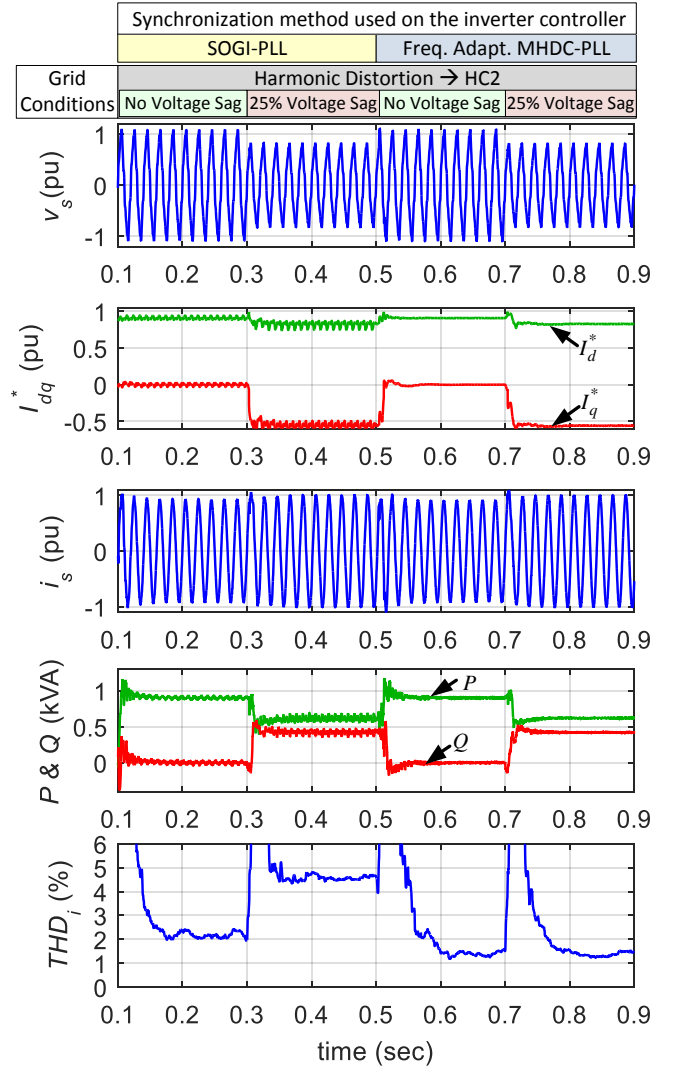 Synchronization method used on the inverter controller
SOGI-PLL Freq. Adapt. MHDC-PLL
Grid Conditions Harmonic Distortion → HC2
No Voltage Sag 25% Voltage Sag No Voltage Sag 25% Voltage Sag
v_s(pu)
1
0
-1
0.1 0.2 0.3 0.4 0.5 0.6 0.7 0.8 0.9
I*_dq (pu)
1
0.5
0
-0.5
I*_d
I*_q
0.1 0.2 0.3 0.4 0.5 0.6 0.7 0.8 0.9
i_s (pu)
1
0
-1
0.1 0.2 0.3 0.4 0.5 0.6 0.7 0.8 0.9
P & Q (kVA)
1
0.5
0
P
Q
0.1 0.2 0.3 0.4 0.5 0.6 0.7 0.8 0.9
THD_i (%)
6
5
4
3
2
1
0
0.1 0.2 0.3 0.4 0.5 0.6 0.7 0.8 0.9
time (sec)